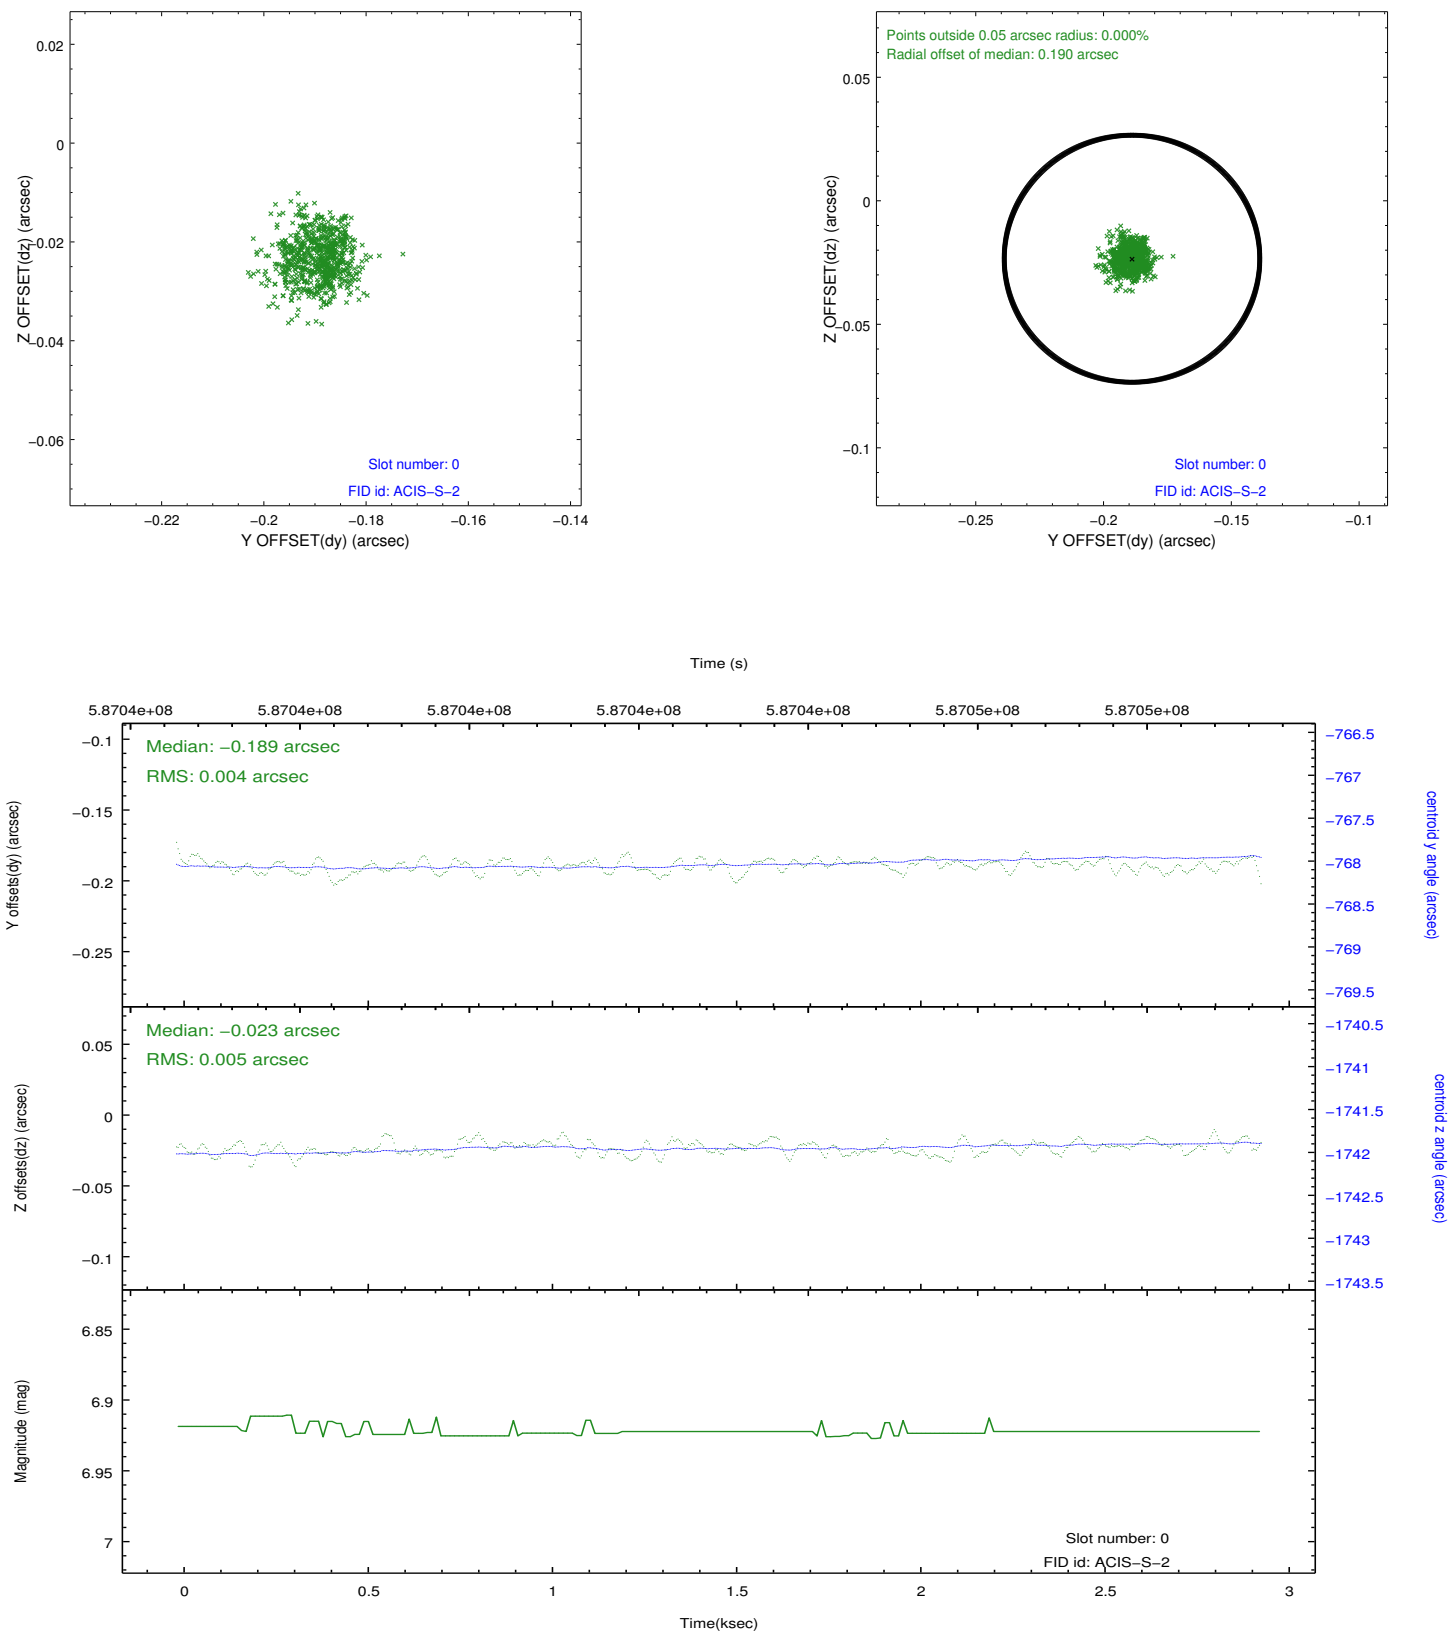 0.02
0
−0.02
−0.04
−0.06
Z OFFSET(dz) (arcsec)
Slot number: 0
FID id: ACIS−S−2
−0.22
−0.2
−0.18
−0.16
−0.14
Y OFFSET(dy) (arcsec)
Points outside 0.05 arcsec radius: 0.000%
Radial offset of median: 0.190 arcsec
0.05
0
−0.05
−0.1
Z OFFSET(dz) (arcsec)
Slot number: 0
FID id: ACIS−S−2
−0.25
−0.2
−0.15
−0.1
Y OFFSET(dy) (arcsec)
Time (s)
5.8704e+08
5.8704e+08
5.8704e+08
5.8704e+08
5.8704e+08
5.8705e+08
5.8705e+08
Median: −0.189 arcsec
RMS: 0.004 arcsec
−0.1
−0.15
−0.2
−0.25
Y offsets(dy) (arcsec)
−766.5
−767
−767.5
−768
−768.5
−769
−769.5
centroid y angle (arcsec)
Median: −0.023 arcsec
RMS: 0.005 arcsec
0.05
0
−0.05
−0.1
Z offsets(dz) (arcsec)
−1740.5
−1741
−1741.5
−1742
−1742.5
−1743
−1743.5
centroid z angle (arcsec)
6.85
6.9
6.95
7
Magnitude (mag)
Slot number: 0
FID id: ACIS−S−2
0
0.5
1
1.5
2
2.5
3
Time(ksec)